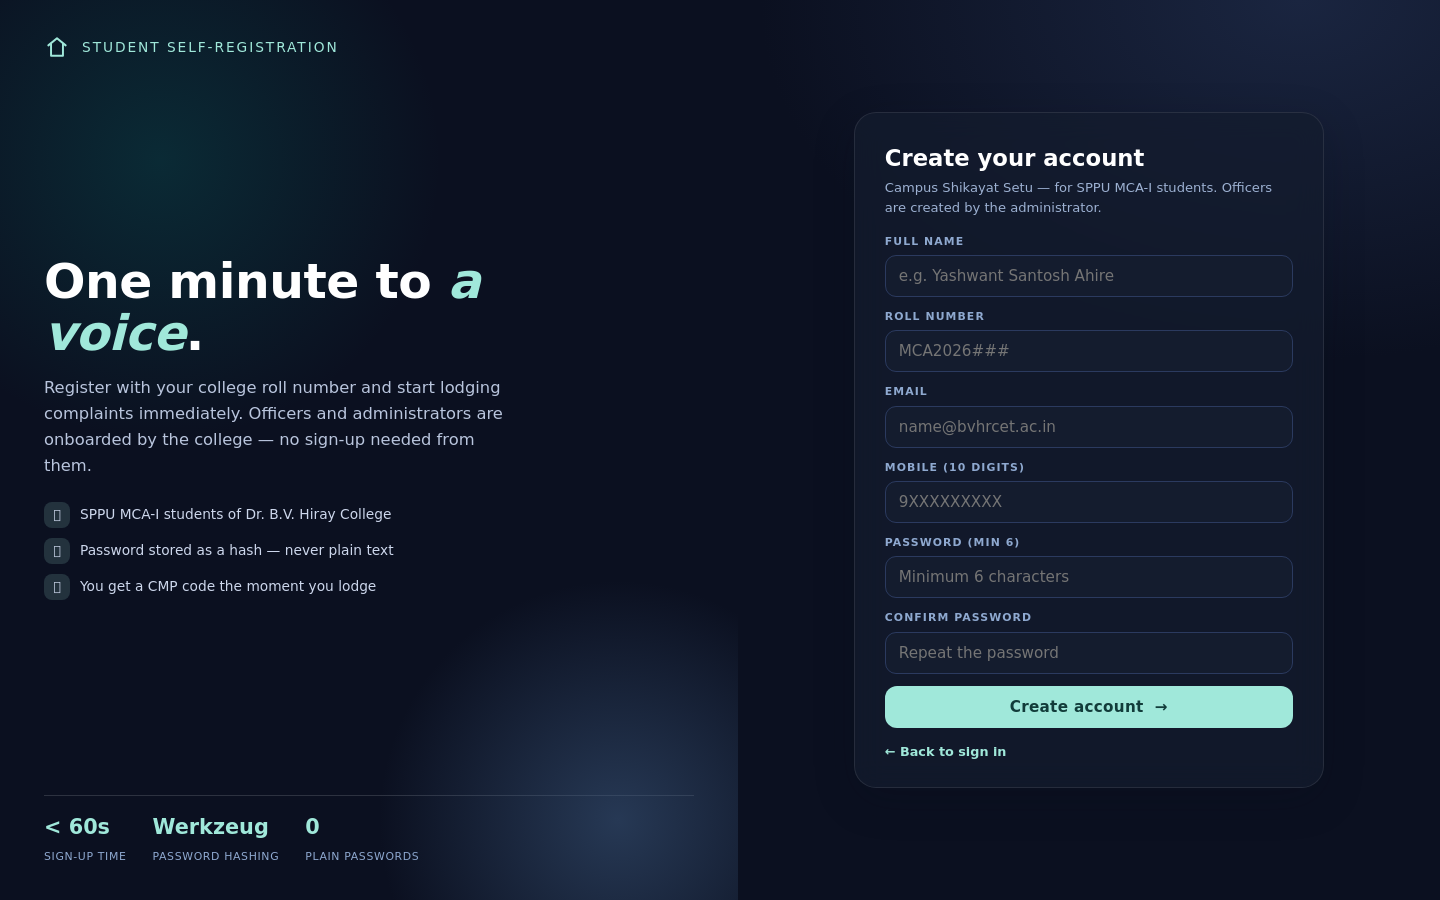 STUDENT SELF-REGISTRATION
One minute to a
voice.
Register with your college roll number and start lodging
complaints immediately. Officers and administrators are
onboarded by the college — no sign-up needed from
them.
SPPU MCA-I students of Dr. B.V. Hiray College
Password stored as a hash — never plain text
You get a CMP code the moment you lodge
< 60s
SIGN-UP TIME
Werkzeug
PASSWORD HASHING
0
PLAIN PASSWORDS
Create your account
Campus Shikayat Setu — for SPPU MCA-I students. Officers
are created by the administrator.
FULL NAME
e.g. Yashwant Santosh Ahire
ROLL NUMBER
MCA2026###
EMAIL
name@bvhrcet.ac.in
MOBILE (10 DIGITS)
9XXXXXXXXX
PASSWORD (MIN 6)
Minimum 6 characters
CONFIRM PASSWORD
Repeat the password
Create account →
← Back to sign in